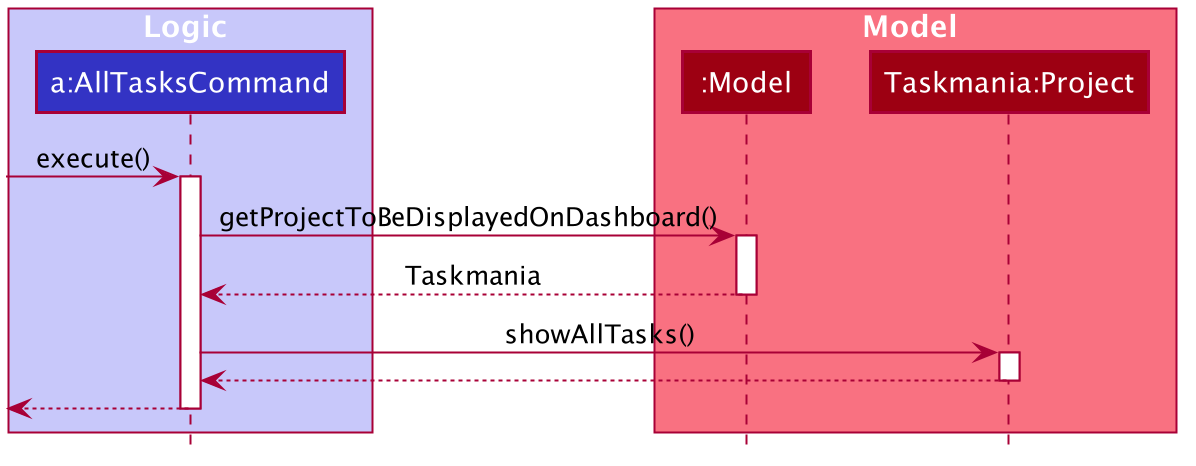 Logic
Model
a:AllTasksCommand
:Model
Taskmania:Project
execute()
getProjectToBeDisplayedOnDashboard()
Taskmania
showAllTasks()